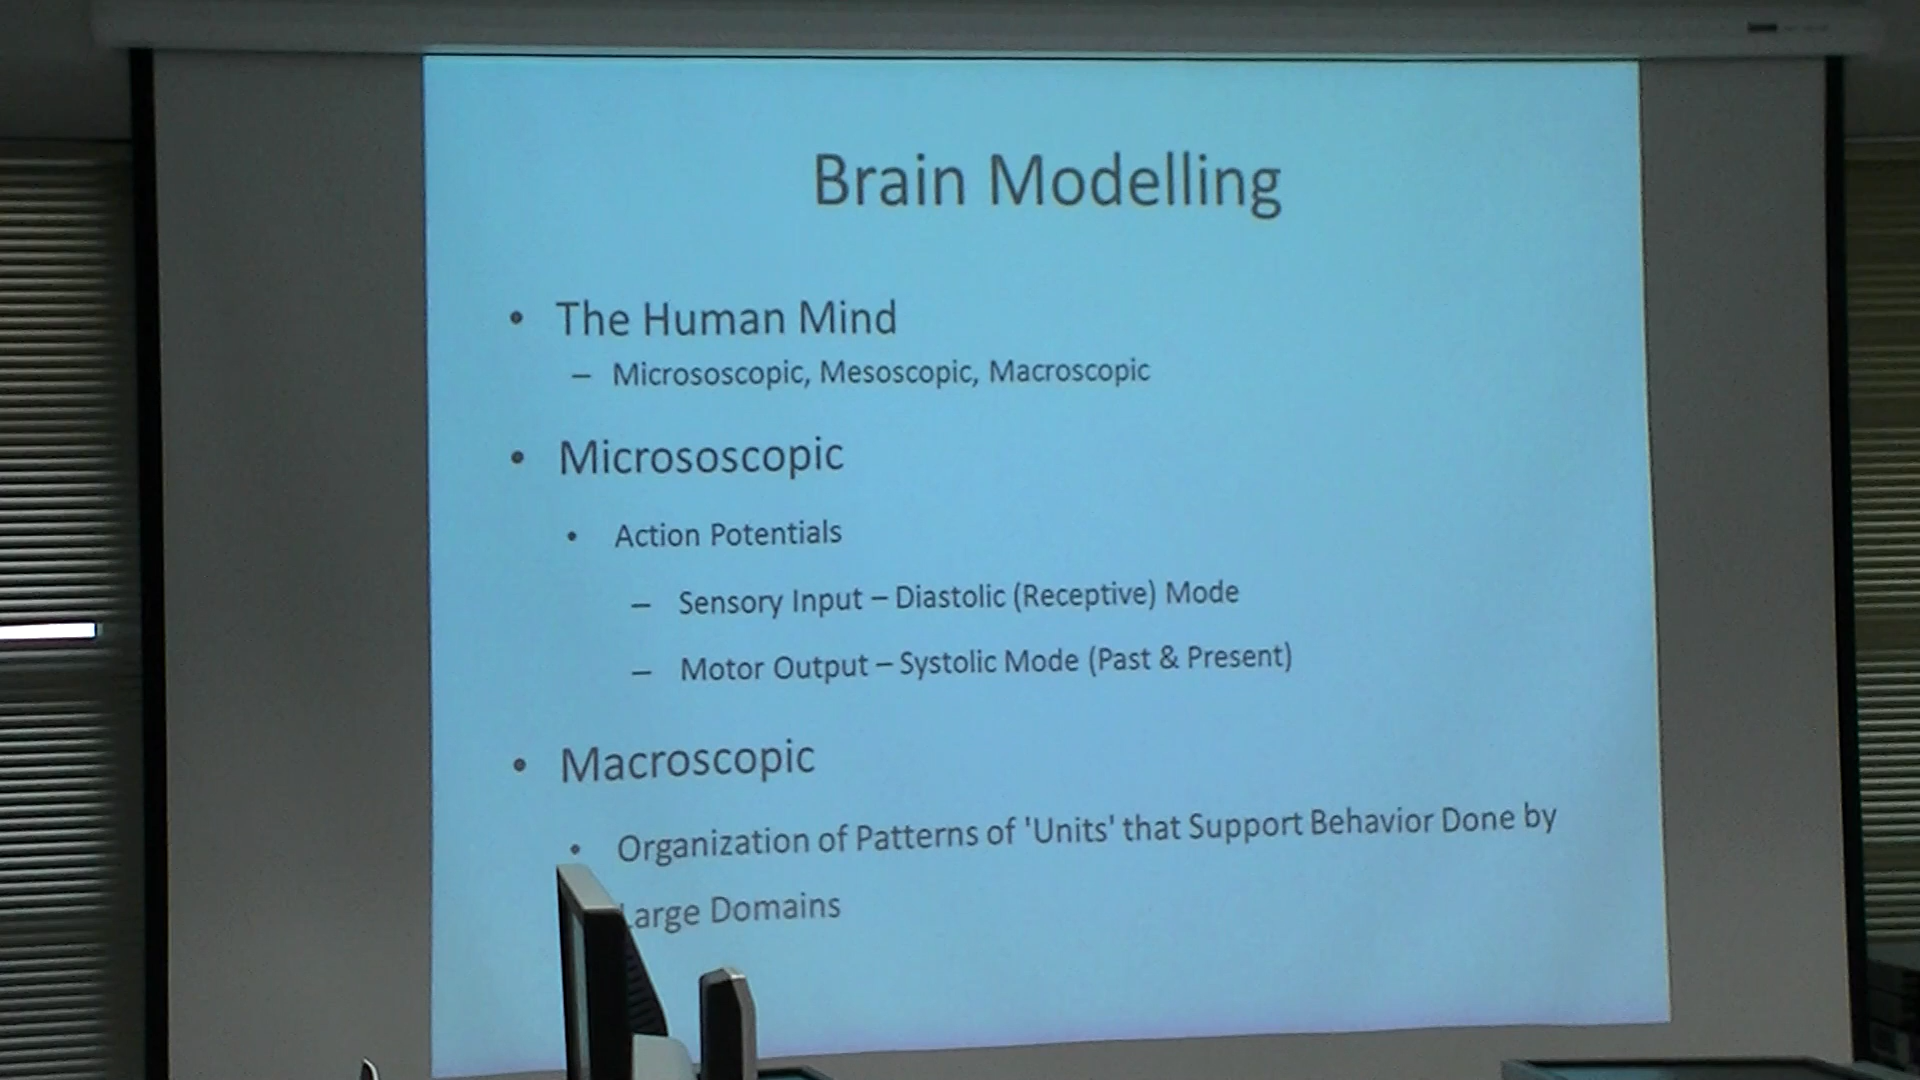 Brain Modelling
• The Human Mind
– Micrososcopic, Mesoscopic, Macroscopic
• Micrososcopic
• Action Potentials
– Sensory Input – Diastolic (Receptive) Mode
– Motor Output – Systolic Mode (Past & Present)
• Macroscopic
• Organization of Patterns of 'Units' that Support Behavior Done by
Large Domains